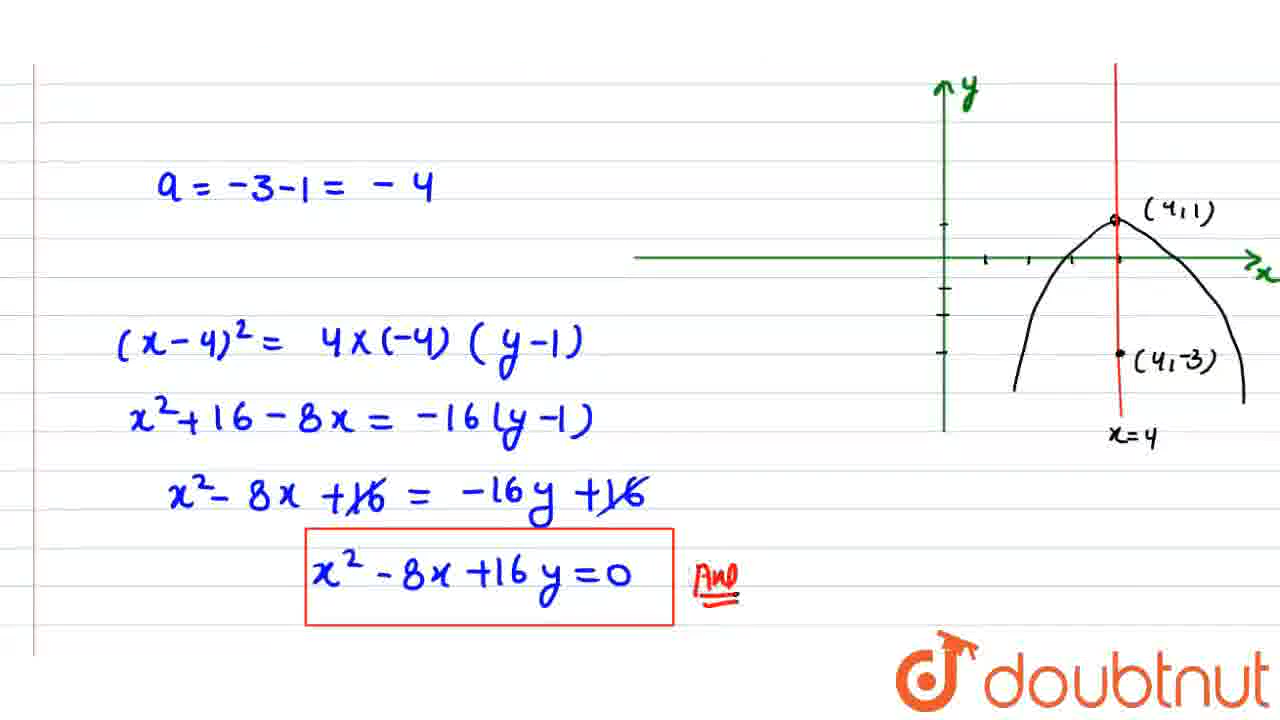 a = -3-1 = - 4
(x-4)² = 4×(-4) (y-1)
x²+16-8x = -16(y-1)
x²- 8x +16 = -16y +16
x² - 8x +16y = 0
Ans
y
(4,1)
x
(4,-3)
x=4
doubtnut